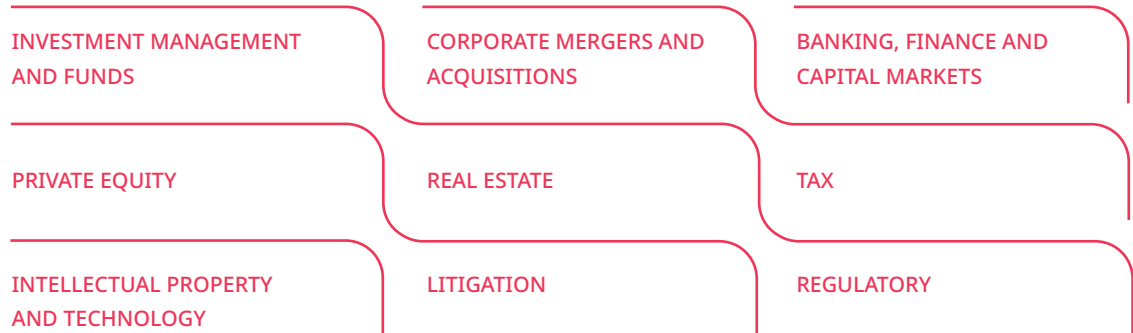 INVESTMENT MANAGEMENT
AND FUNDS
CORPORATE MERGERS AND
ACQUISITIONS
BANKING, FINANCE AND
CAPITAL MARKETS
PRIVATE EQUITY
REAL ESTATE
TAX
INTELLECTUAL PROPERTY
AND TECHNOLOGY
LITIGATION
REGULATORY